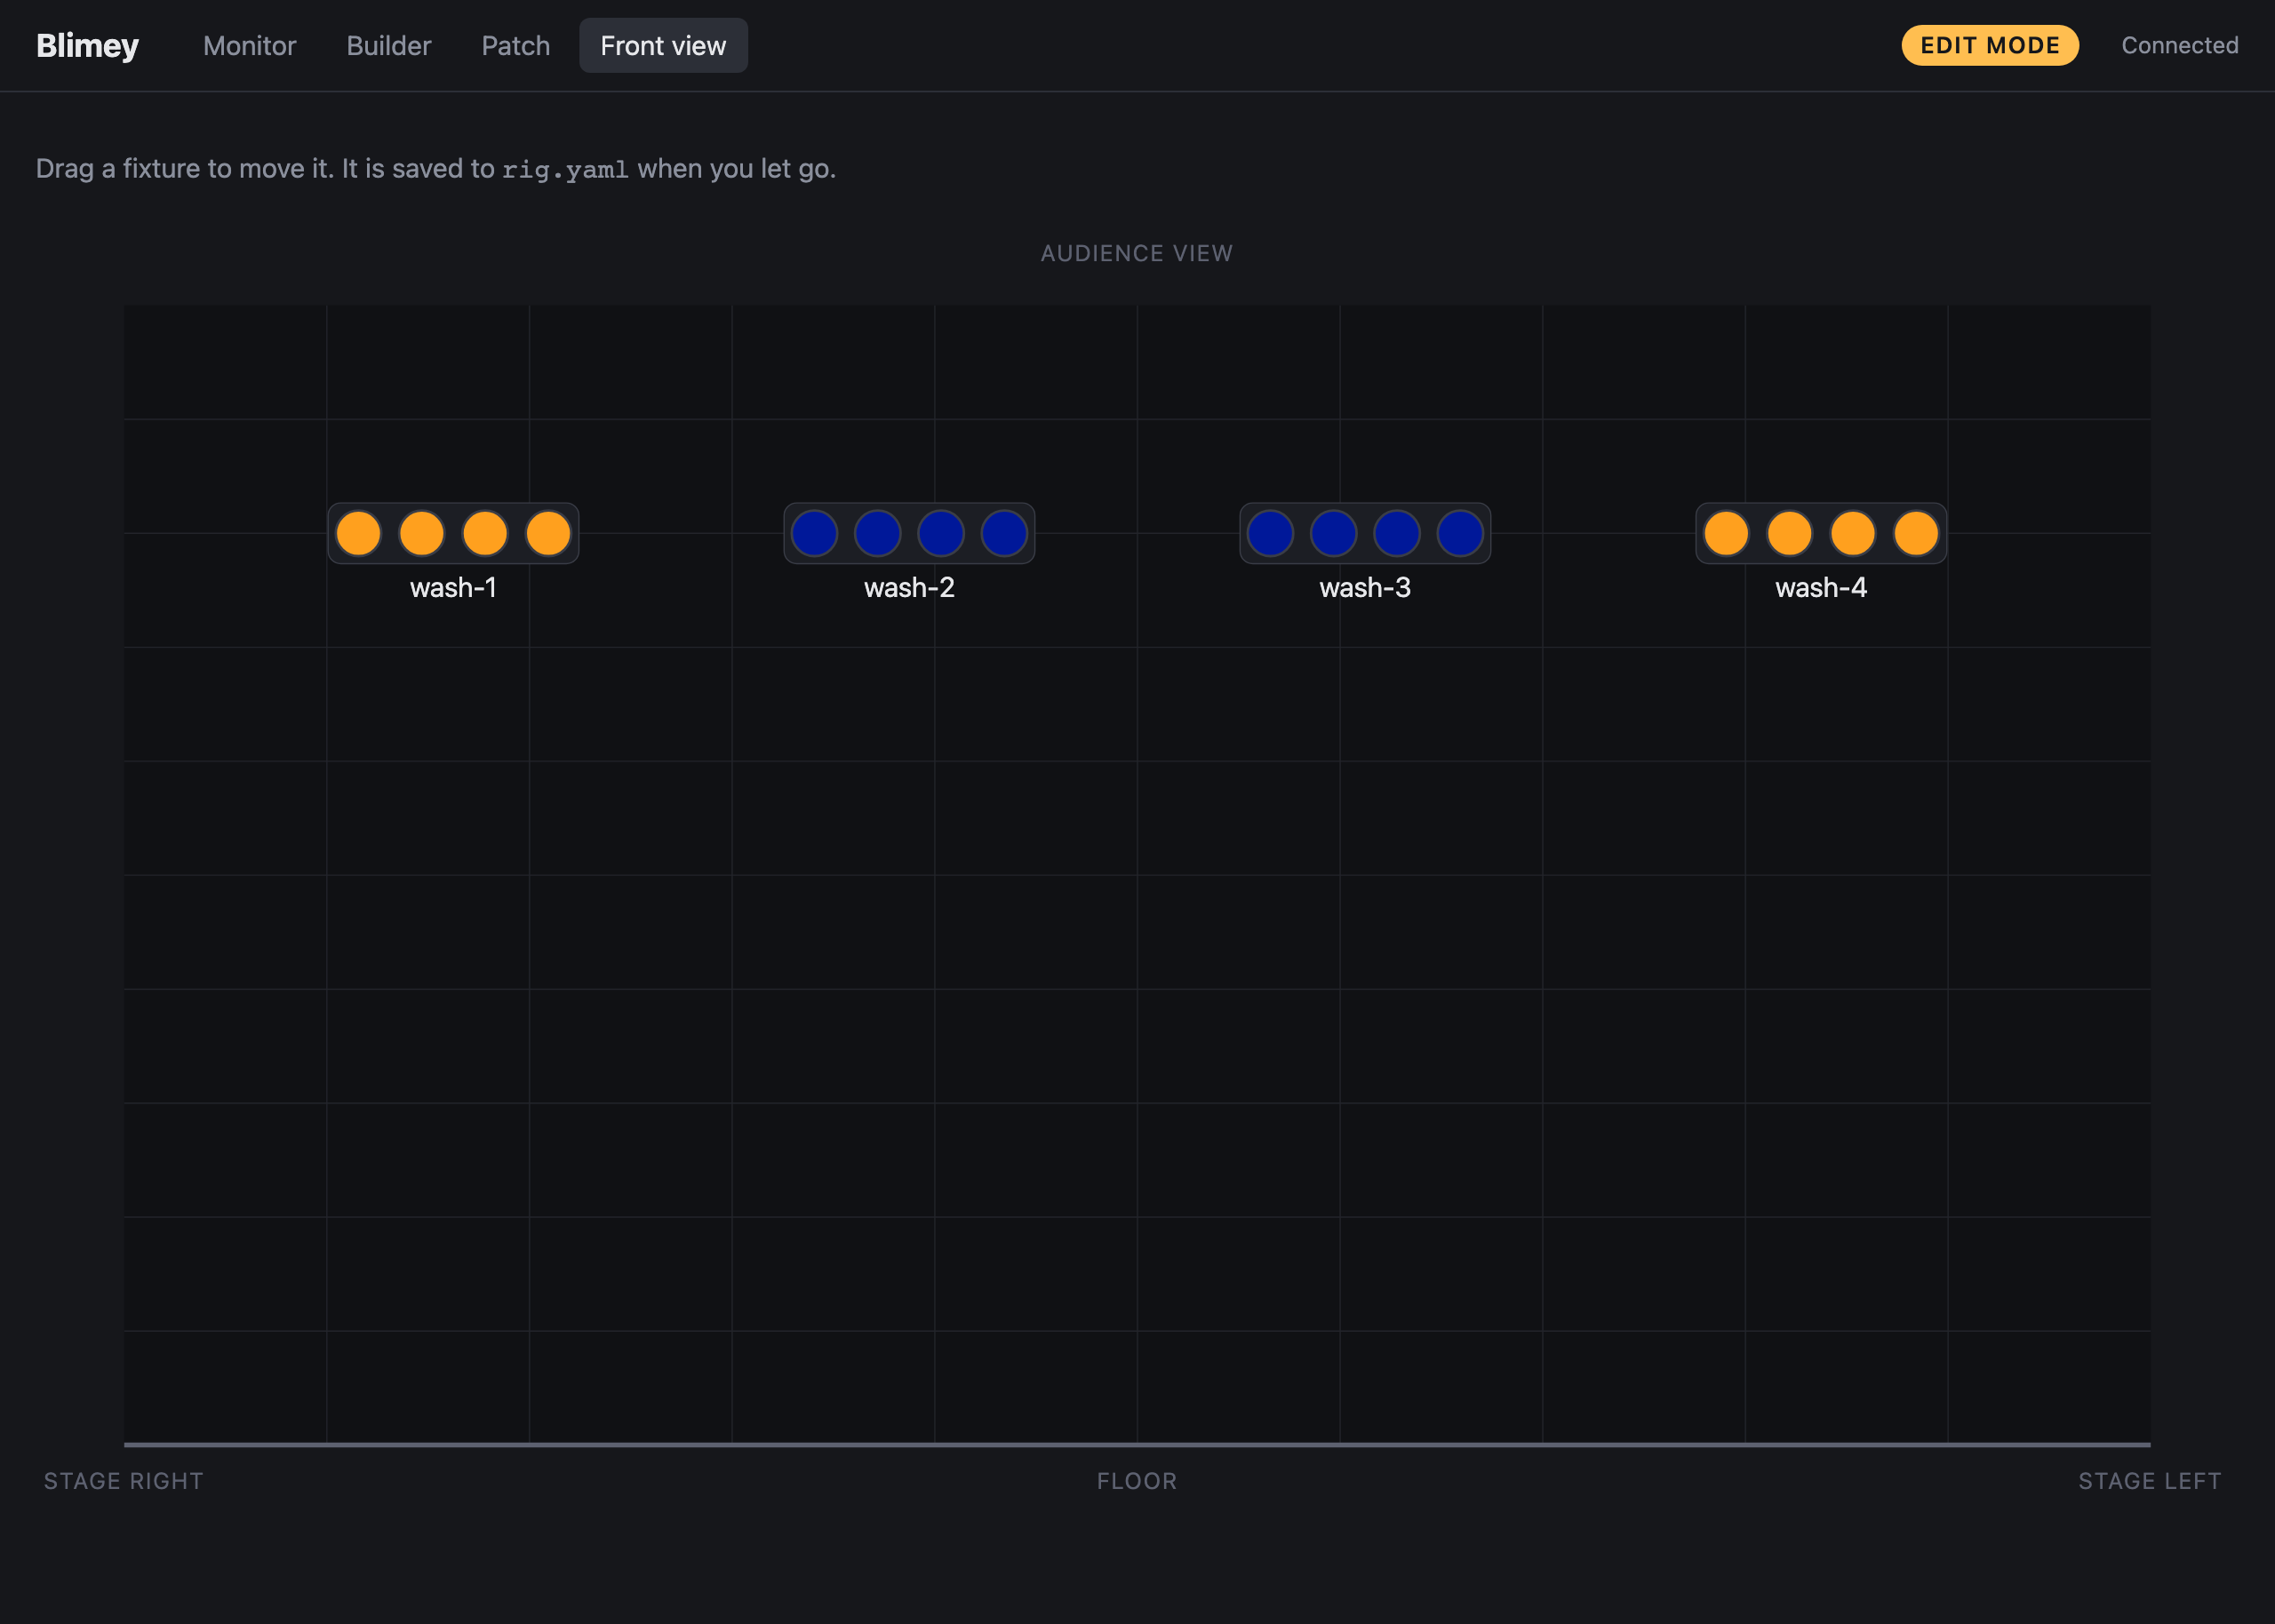 Blimey Monitor Builder Patch Front view EDIT MODE Connected
Drag a fixture to move it. It is saved to rig.yaml when you let go.
AUDIENCE VIEW
wash-1 wash-2 wash-3 wash-4
STAGE RIGHT FLOOR STAGE LEFT